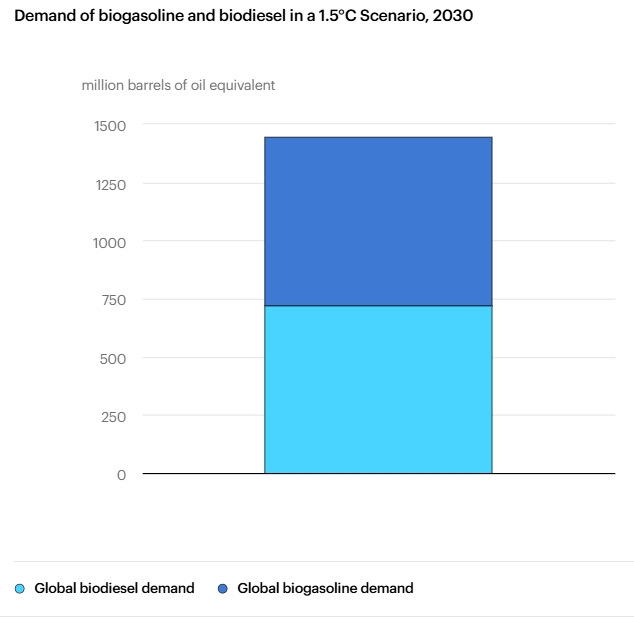 Demand of biogasoline and biodiesel in a 1.5°C Scenario, 2030
million barrels of oil equivalent
1500
1250
1000
750
500
250
0
Global biodiesel demand Global biogasoline demand